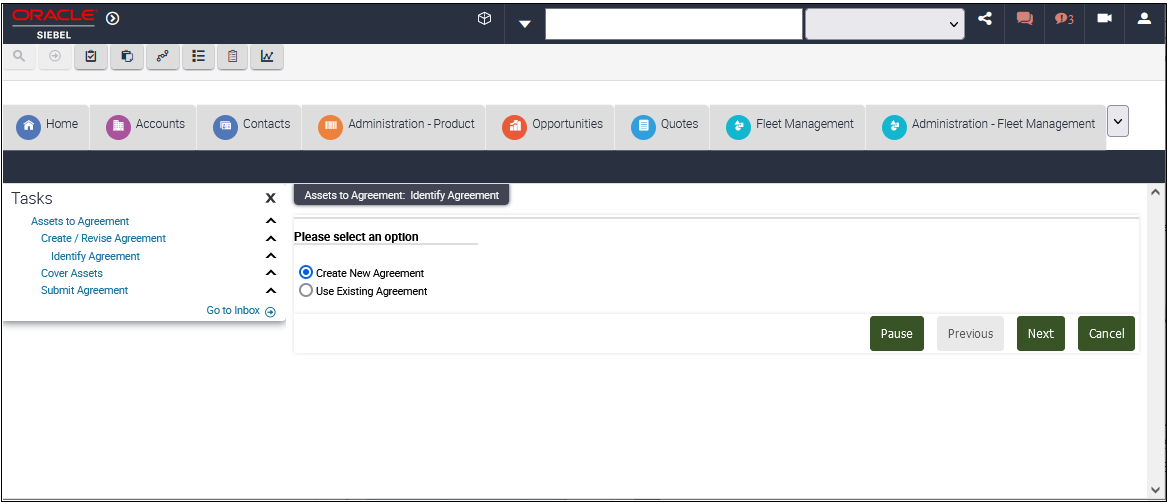 ORACLE
SIEBEL
3
Home Accounts Contacts Administration - Product Opportunities Quotes Fleet Management Administration - Fleet Management
Tasks X
Assets to Agreement
Create / Revise Agreement
Identify Agreement
Cover Assets
Submit Agreement
Go to Inbox
Assets to Agreement: Identify Agreement
Please select an option
Create New Agreement
Use Existing Agreement
Pause Previous Next Cancel